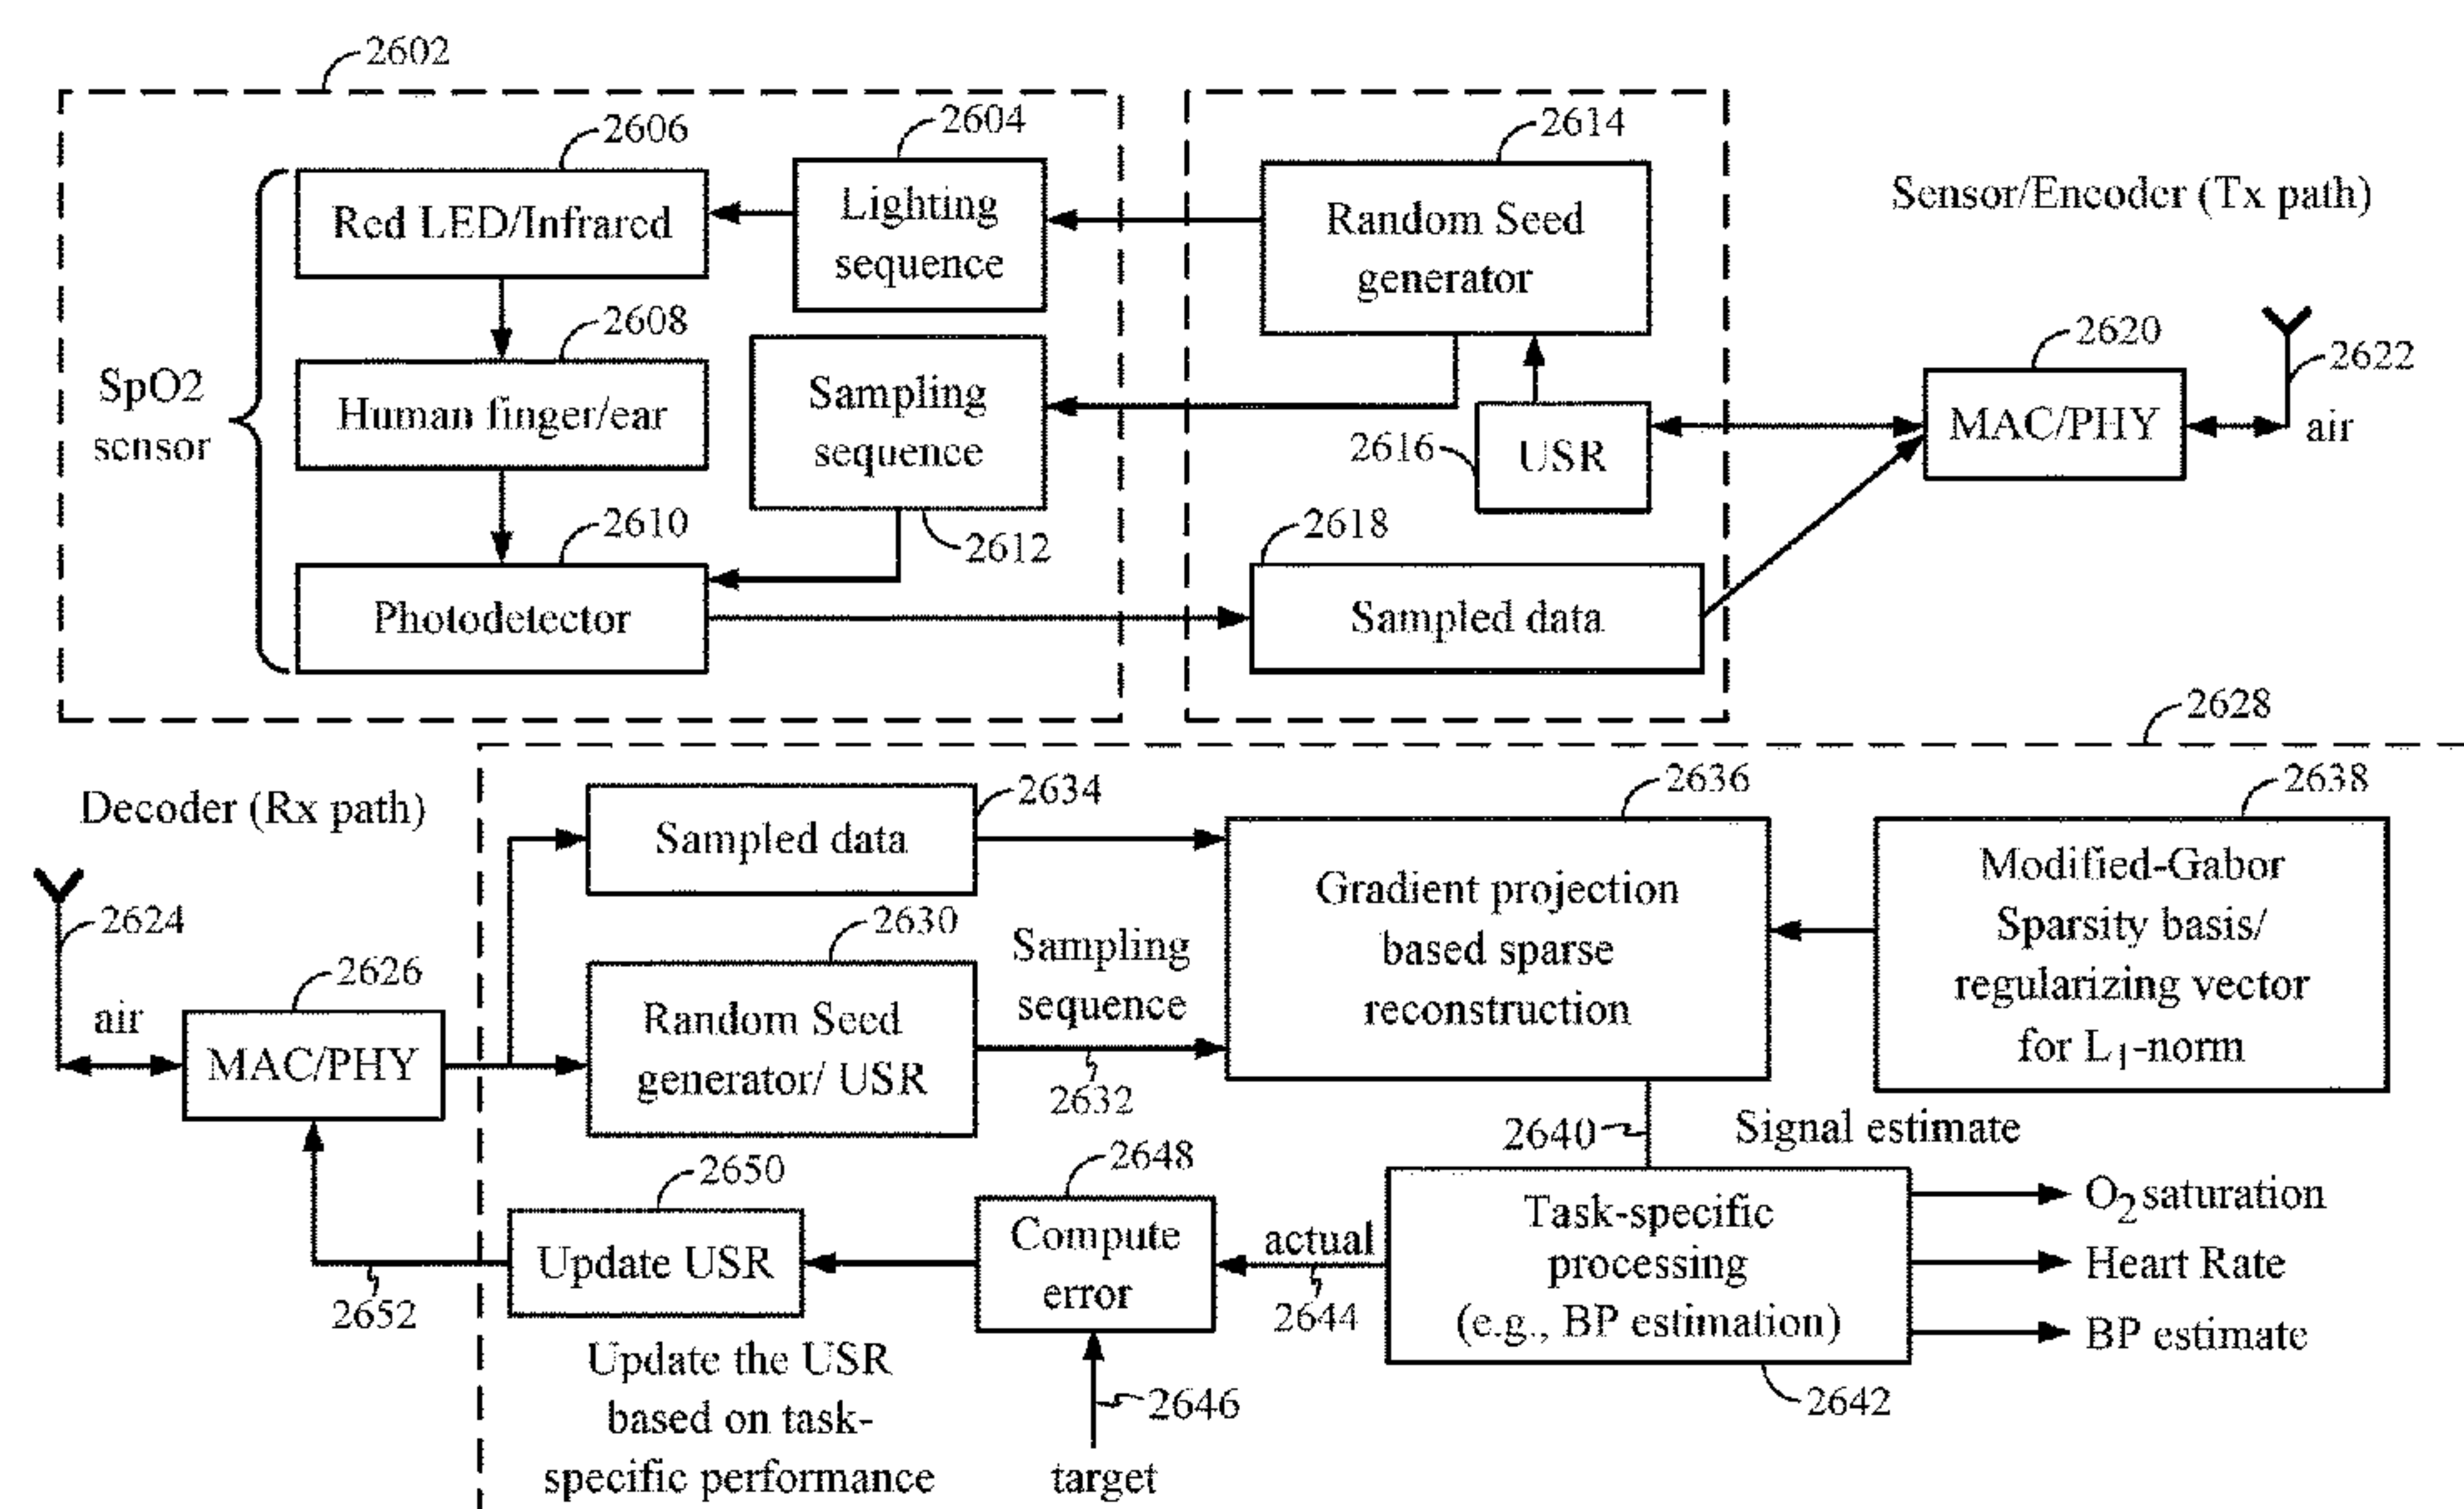 2602
2606
2604
2614
Red LED/Infrared
Lighting
sequence
Random Seed
generator
Sensor/Encoder (Tx path)
2608
SpO2
sensor
Human finger/ear
Sampling
sequence
2616
USR
2620
MAC/PHY
2622
air
2610
2612
2618
Photodetector
Sampled data
2628
Decoder (Rx path)
2634
2636
2638
Sampled data
Gradient projection
based sparse
reconstruction
Modified-Gabor
Sparsity basis/
regularizing vector
for L1-norm
2624
air
2626
MAC/PHY
2630
Random Seed
generator/ USR
Sampling
sequence
2632
2640
Signal estimate
2650
2648
Update USR
Compute
error
actual
2644
Task-specific
processing
(e.g., BP estimation)
O2 saturation
Heart Rate
BP estimate
2652
2642
Update the USR
based on task-
specific performance
2646
target